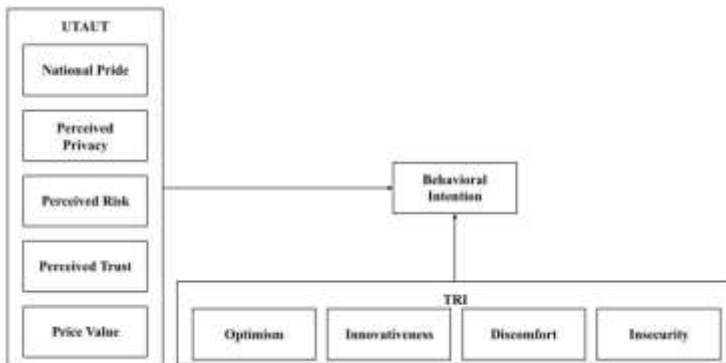 UTAUT
National Pride
Perceived
Privacy
Perceived Risk
Perceived Trust
Price Value
Behavioral
Intention
TRI
Optimism
Innovativeness
Discomfort
Insecurity